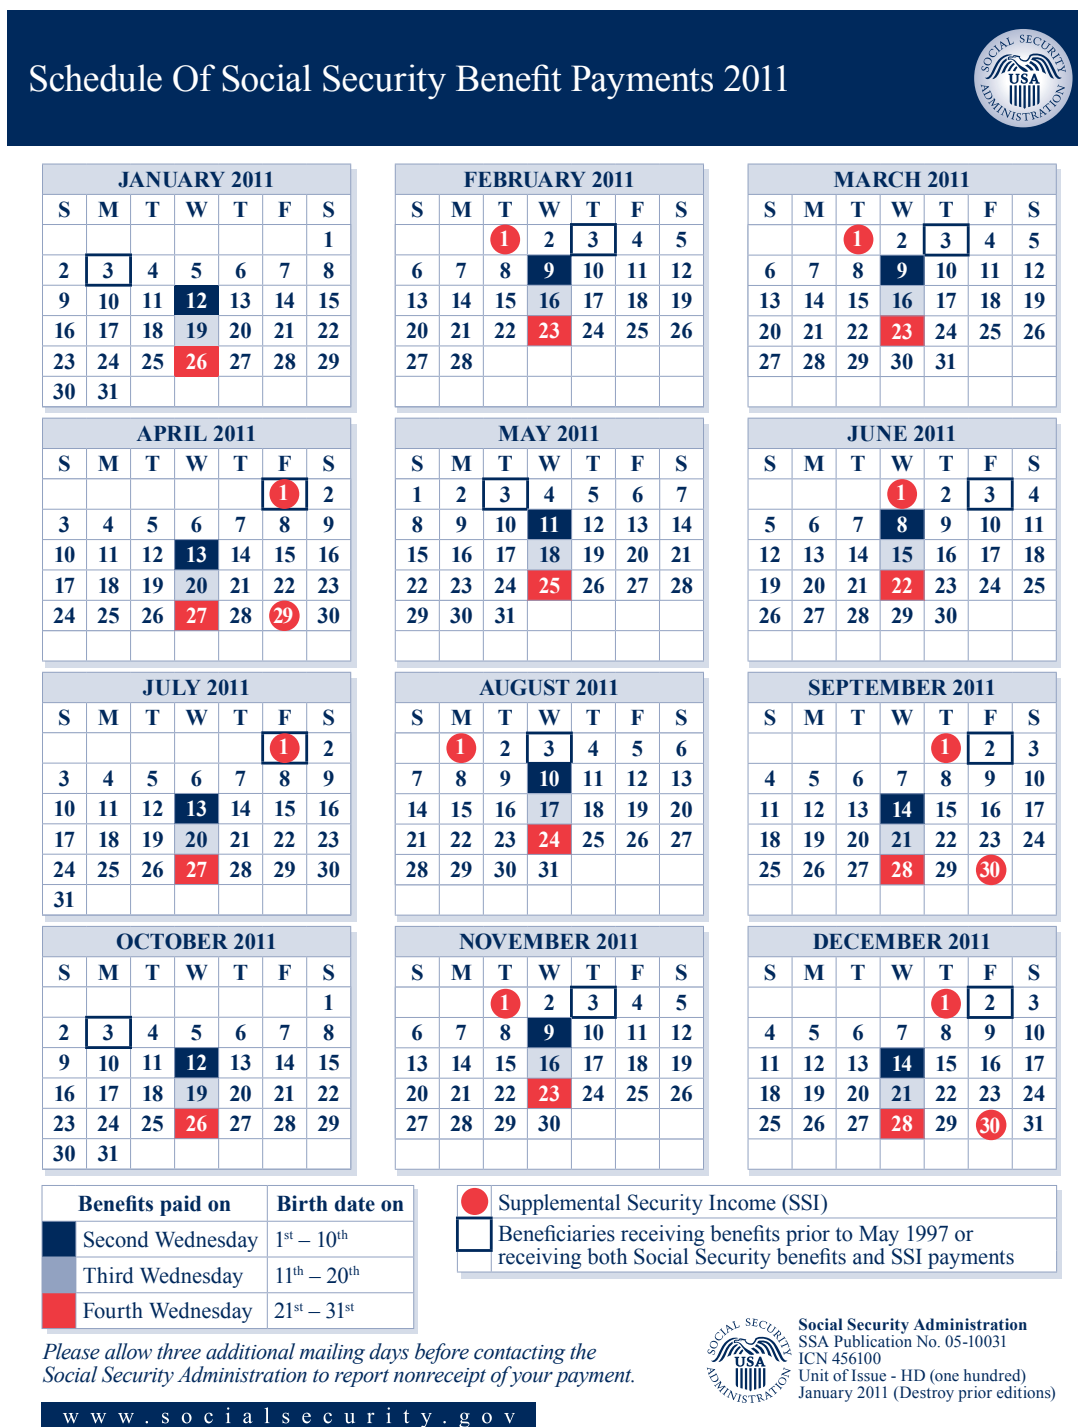 Schedule Of Social Security Benefit Payments 2011
SOCIAL SECURITY ADMINISTRATION
USA
JANUARY 2011
S M T W T F S
1
2 3 4 5 6 7 8
9 10 11 12 13 14 15
16 17 18 19 20 21 22
23 24 25 26 27 28 29
30 31
FEBRUARY 2011
S M T W T F S
1 2 3 4 5
6 7 8 9 10 11 12
13 14 15 16 17 18 19
20 21 22 23 24 25 26
27 28
MARCH 2011
S M T W T F S
1 2 3 4 5
6 7 8 9 10 11 12
13 14 15 16 17 18 19
20 21 22 23 24 25 26
27 28 29 30 31
APRIL 2011
S M T W T F S
1 2
3 4 5 6 7 8 9
10 11 12 13 14 15 16
17 18 19 20 21 22 23
24 25 26 27 28 29 30
MAY 2011
S M T W T F S
1 2 3 4 5 6 7
8 9 10 11 12 13 14
15 16 17 18 19 20 21
22 23 24 25 26 27 28
29 30 31
JUNE 2011
S M T W T F S
1 2 3 4
5 6 7 8 9 10 11
12 13 14 15 16 17 18
19 20 21 22 23 24 25
26 27 28 29 30
JULY 2011
S M T W T F S
1 2
3 4 5 6 7 8 9
10 11 12 13 14 15 16
17 18 19 20 21 22 23
24 25 26 27 28 29 30
31
AUGUST 2011
S M T W T F S
1 2 3 4 5 6
7 8 9 10 11 12 13
14 15 16 17 18 19 20
21 22 23 24 25 26 27
28 29 30 31
SEPTEMBER 2011
S M T W T F S
1 2 3
4 5 6 7 8 9 10
11 12 13 14 15 16 17
18 19 20 21 22 23 24
25 26 27 28 29 30
OCTOBER 2011
S M T W T F S
1
2 3 4 5 6 7 8
9 10 11 12 13 14 15
16 17 18 19 20 21 22
23 24 25 26 27 28 29
30 31
NOVEMBER 2011
S M T W T F S
1 2 3 4 5
6 7 8 9 10 11 12
13 14 15 16 17 18 19
20 21 22 23 24 25 26
27 28 29 30
DECEMBER 2011
S M T W T F S
1 2 3
4 5 6 7 8 9 10
11 12 13 14 15 16 17
18 19 20 21 22 23 24
25 26 27 28 29 30 31
Benefits paid on Birth date on
Second Wednesday 1st – 10th
Third Wednesday 11th – 20th
Fourth Wednesday 21st – 31st
Supplemental Security Income (SSI)
Beneficiaries receiving benefits prior to May 1997 or
receiving both Social Security benefits and SSI payments
Please allow three additional mailing days before contacting the
Social Security Administration to report nonreceipt of your payment.
www.socialsecurity.gov
SOCIAL SECURITY ADMINISTRATION
USA
Social Security Administration
SSA Publication No. 05-10031
ICN 456100
Unit of Issue - HD (one hundred)
January 2011 (Destroy prior editions)